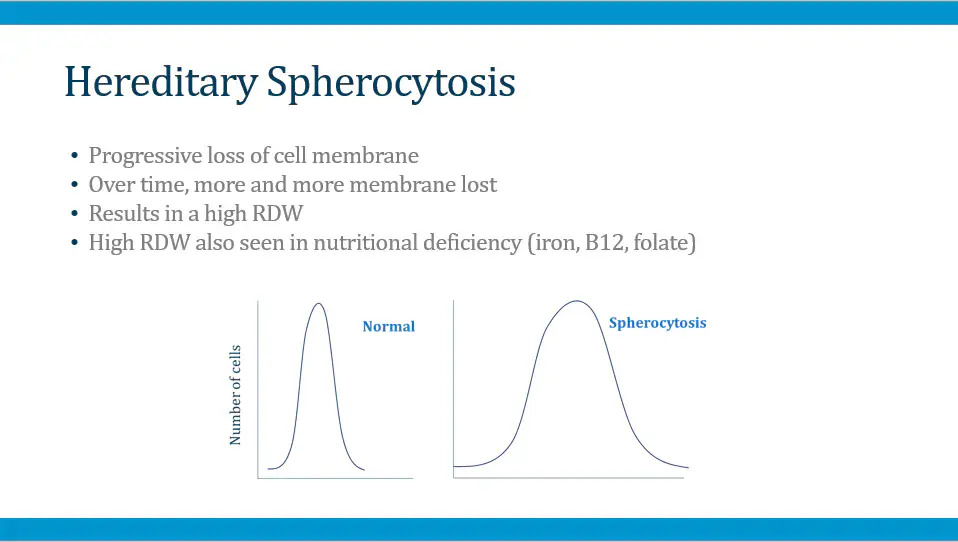 Hereditary Spherocytosis
• Progressive loss of cell membrane
• Over time, more and more membrane lost
• Results in a high RDW
• High RDW also seen in nutritional deficiency (iron, B12, folate)
Number of cells
Normal
Spherocytosis